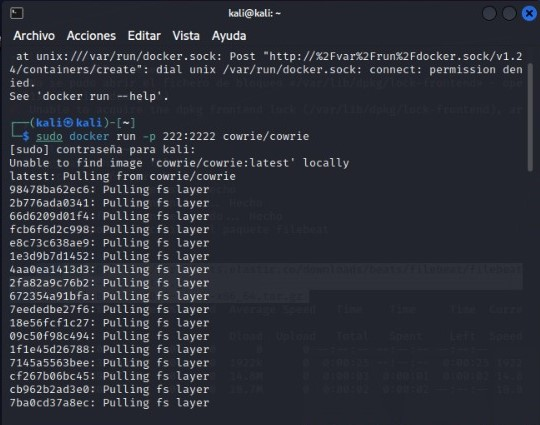 kali@kali: ~
Archivo Acciones Editar Vista Ayuda
at unix:///var/run/docker.sock: Post "http://%2Fvar%2Frun%2Fdocker.sock/v1.2
4/containers/create": dial unix /var/run/docker.sock: connect: permission den
ied.
See 'docker run --help'.
┌──(kali㉿kali)-[~]
└─$ sudo docker run -p 222:2222 cowrie/cowrie
[sudo] contraseña para kali:
Unable to find image 'cowrie/cowrie:latest' locally
latest: Pulling from cowrie/cowrie
98478ba62ec6: Pulling fs layer
2b776ada0341: Pulling fs layer
66d6209d01f4: Pulling fs layer
fcb6f6d2c998: Pulling fs layer
e8c73c638ae9: Pulling fs layer
1e3d9b7d1452: Pulling fs layer
4aa0ea1413d3: Pulling fs layer
2fa82a9c76b2: Pulling fs layer
672354a91bfa: Pulling fs layer
7eededbe27f6: Pulling fs layer
18e56fcf1c27: Pulling fs layer
09c50f98c494: Pulling fs layer
1f1e45d26788: Pulling fs layer
7145a5563bee: Pulling fs layer
cf267b06bc45: Pulling fs layer
cb962b2ad3e0: Pulling fs layer
7ba0cd37a8ec: Pulling fs layer